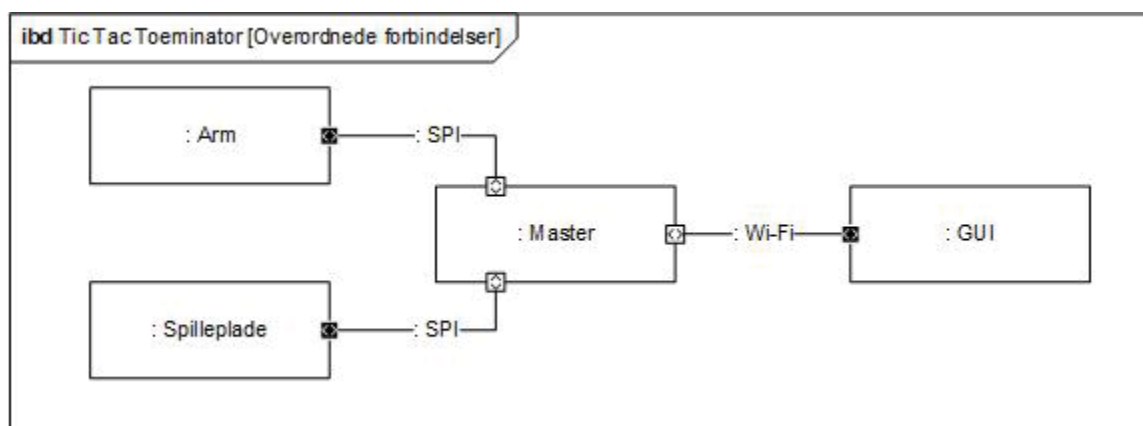 ibd Tic Tac Toeminator [Overordnede forbindelser]
: Arm
: SPI
: Master
: Wi-Fi
: GUI
: Spilleplade
: SPI